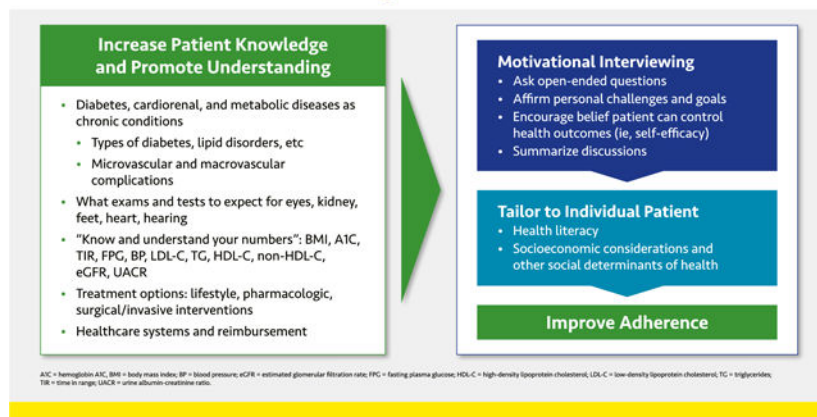 Increase Patient Knowledge
and Promote Understanding
• Diabetes, cardiorenal, and metabolic diseases as
chronic conditions
• Types of diabetes, lipid disorders, etc
• Microvascular and macrovascular
complications
• What exams and tests to expect for eyes, kidney,
feet, heart, hearing
• “Know and understand your numbers”: BMI, A1C,
TIR, FPG, BP, LDL-C, TG, HDL-C, non-HDL-C,
eGFR, UACR
• Treatment options: lifestyle, pharmacologic,
surgical/invasive interventions
• Healthcare systems and reimbursement
Motivational Interviewing
• Ask open-ended questions
• Affirm personal challenges and goals
• Encourage belief patient can control
health outcomes (ie, self-efficacy)
• Summarize discussions
Tailor to Individual Patient
• Health literacy
• Socioeconomic considerations and
other social determinants of health
Improve Adherence
A1C = hemoglobin A1C, BMI = body mass index; BP = blood pressure; eGFR = estimated glomerular filtration rate; FPG = fasting plasma glucose; HDL-C = high-density lipoprotein cholesterol; LDL-C = low-density lipoprotein cholesterol; TG = triglycerides;
TIR = time in range; UACR = urine albumin-creatinine ratio.